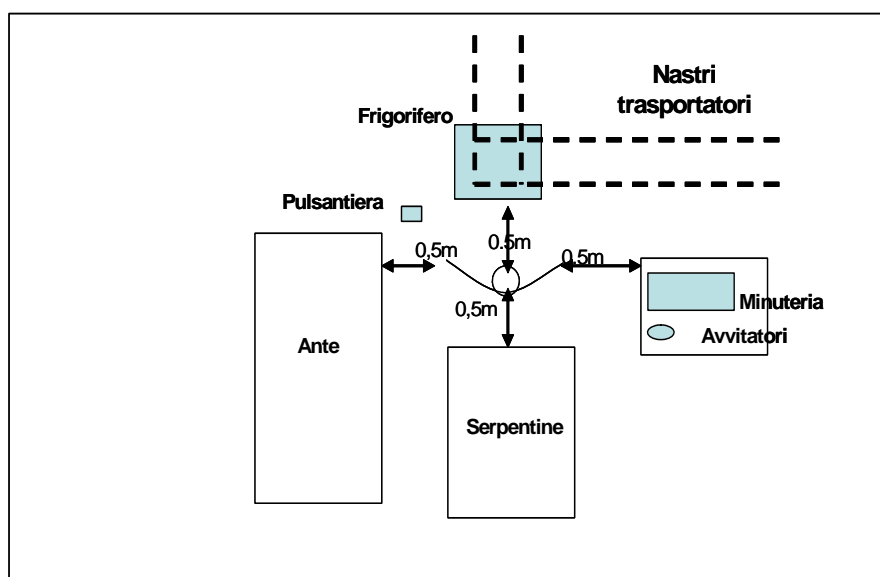 Nastri
trasportatori
Frigorifero
Pulsantiera
0,5m
0.5m
0.5m
0,5m
Minuteria
Avvitatori
Ante
Serpentine